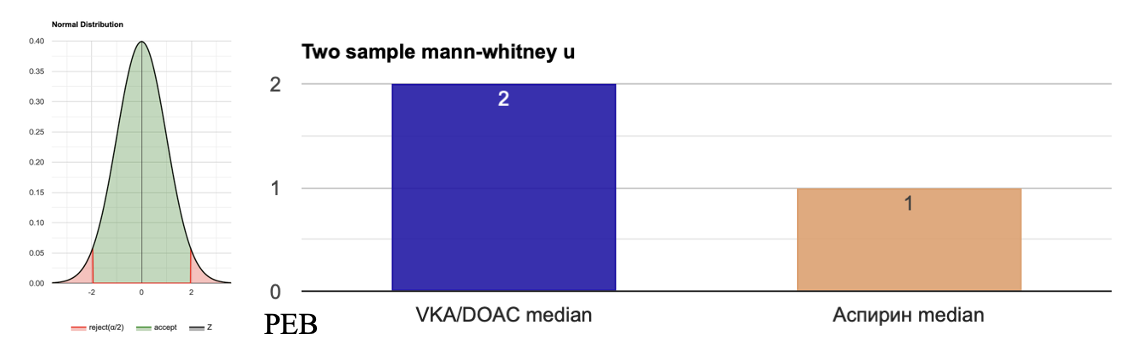 Normal Distribution
0.40
0.35
0.30
0.25
0.20
0.15
0.10
0.05
0.00
-2 0 2
reject(α/2) accept Z
PEB
Two sample mann-whitney u
2
1
0
2
1
VKA/DOAC median Аспирин median